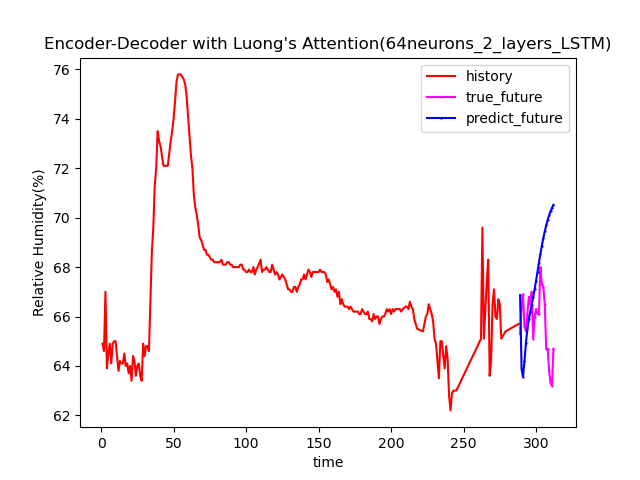 Encoder-Decoder with Luong's Attention(64neurons_2_layers_LSTM)
history
true_future
predict_future
Relative Humidity(%)
76
74
72
70
68
66
64
62
0 50 100 150 200 250 300
time